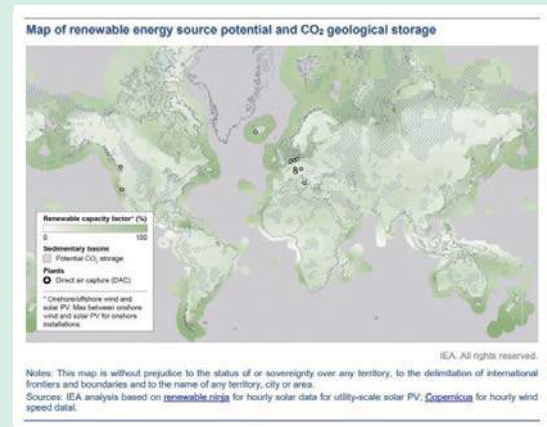 Map of renewable energy source potential and CO₂ geological storage
Renewable capacity factor* (%)
0 100
Sedimentary basins
Potential CO₂ storage
Plants
Direct air capture (DAC)
* Onshore/offshore wind and
solar PV. Max between onshore
wind and solar PV for onshore
installations.
IEA. All rights reserved.
Notes: This map is without prejudice to the status of or sovereignty over any territory, to the delimitation of international
frontiers and boundaries and to the name of any territory, city or area.
Sources: IEA analysis based on renewable.ninja for hourly solar data for utility-scale solar PV; Copernicus for hourly wind
speed datal.